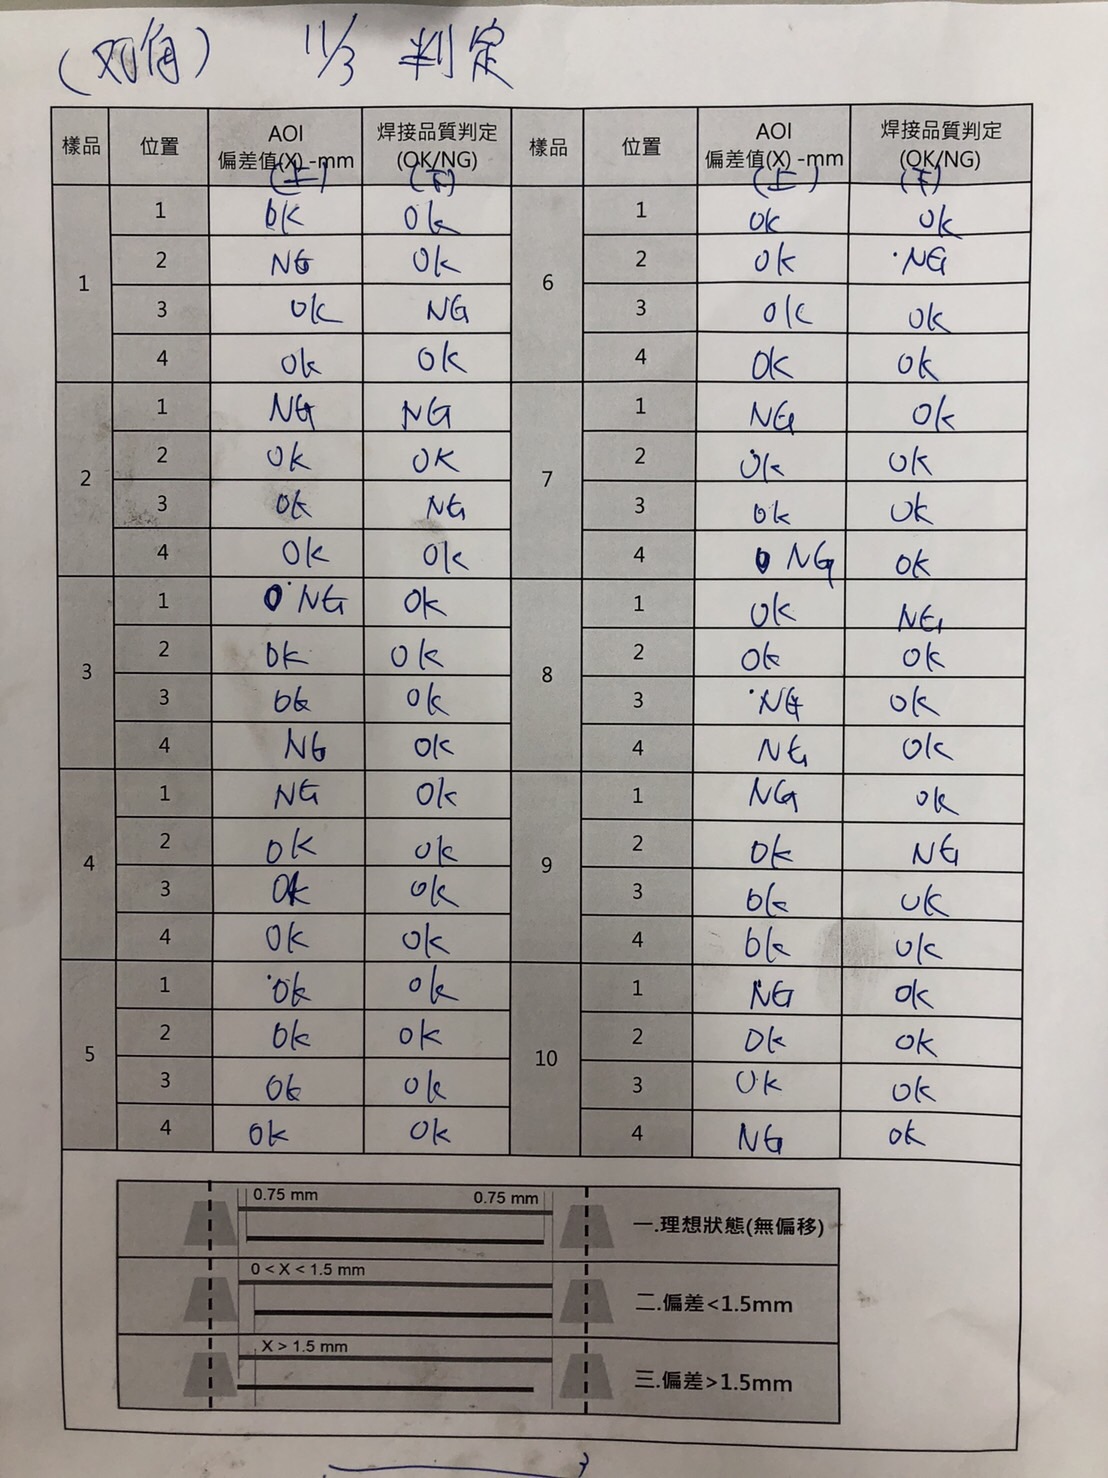 (对角) 11/3 判定
樣品 位置 AOI 偏差值(X) -mm (上) 焊接品質判定 (OK/NG) (下) 樣品 位置 AOI 偏差值(X) -mm (上) 焊接品質判定 (OK/NG) (下)
1 1 OK OK 6 1 OK OK
2 NG OK 2 OK NG
3 OK NG 3 OK OK
4 OK OK 4 OK OK
2 1 NG NG 7 1 NG OK
2 OK OK 2 OK OK
3 OK NG 3 OK OK
4 OK OK 4 NG OK
3 1 NG OK 8 1 OK NG
2 OK OK 2 OK OK
3 OK OK 3 NG OK
4 NG OK 4 NG OK
4 1 NG OK 9 1 NG OK
2 OK OK 2 OK NG
3 OK OK 3 OK OK
4 OK OK 4 OK OK
5 1 OK OK 10 1 NG OK
2 OK OK 2 OK OK
3 OK OK 3 OK OK
4 OK OK 4 NG OK
0.75 mm 0.75 mm 一.理想狀態(無偏移)
0 < X < 1.5 mm 二.偏差<1.5mm
X > 1.5 mm 三.偏差>1.5mm